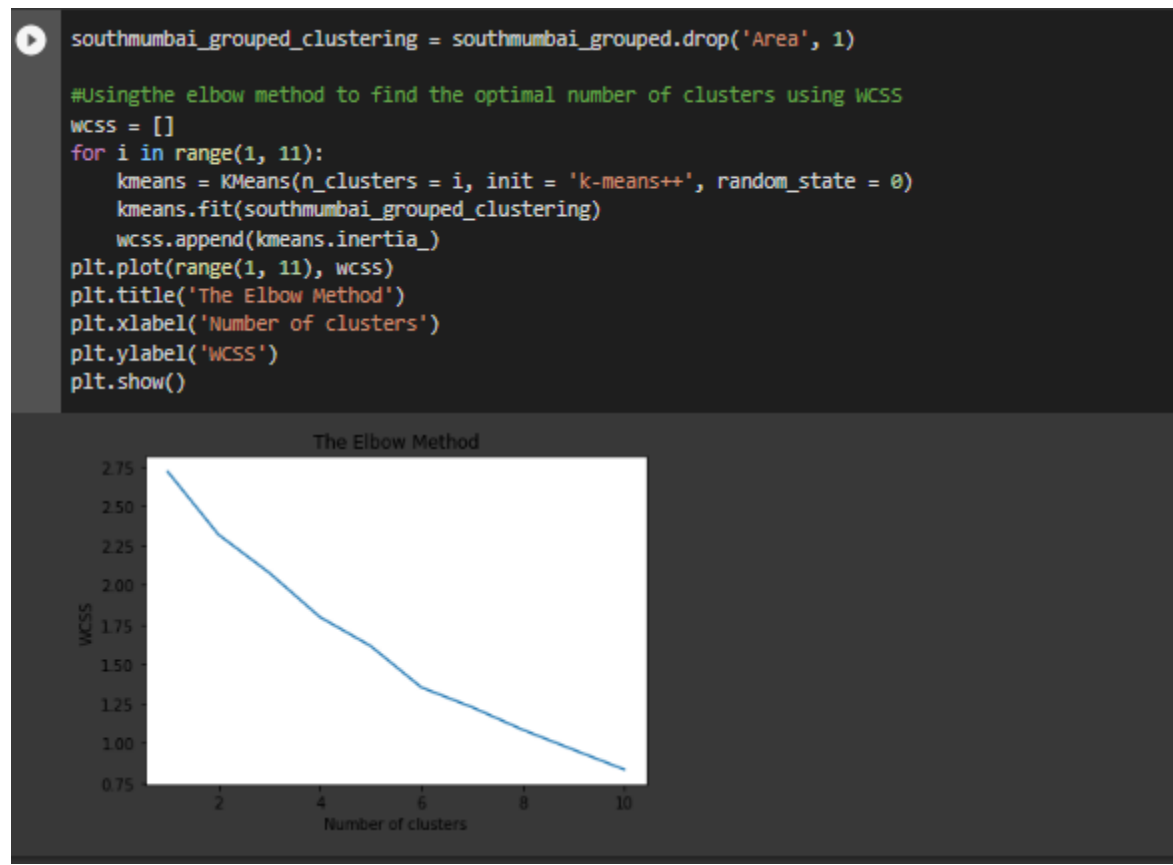 southmumbai_grouped_clustering = southmumbai_grouped.drop('Area', 1)
#Usingthe elbow method to find the optimal number of clusters using WCSS
wcss = []
for i in range(1, 11):
    kmeans = KMeans(n_clusters = i, init = 'k-means++', random_state = 0)
    kmeans.fit(southmumbai_grouped_clustering)
    wcss.append(kmeans.inertia_)
plt.plot(range(1, 11), wcss)
plt.title('The Elbow Method')
plt.xlabel('Number of clusters')
plt.ylabel('WCSS')
plt.show()
The Elbow Method
2.75
2.50
2.25
2.00
1.75
1.50
1.25
1.00
0.75
WCSS
2 4 6 8 10
Number of clusters